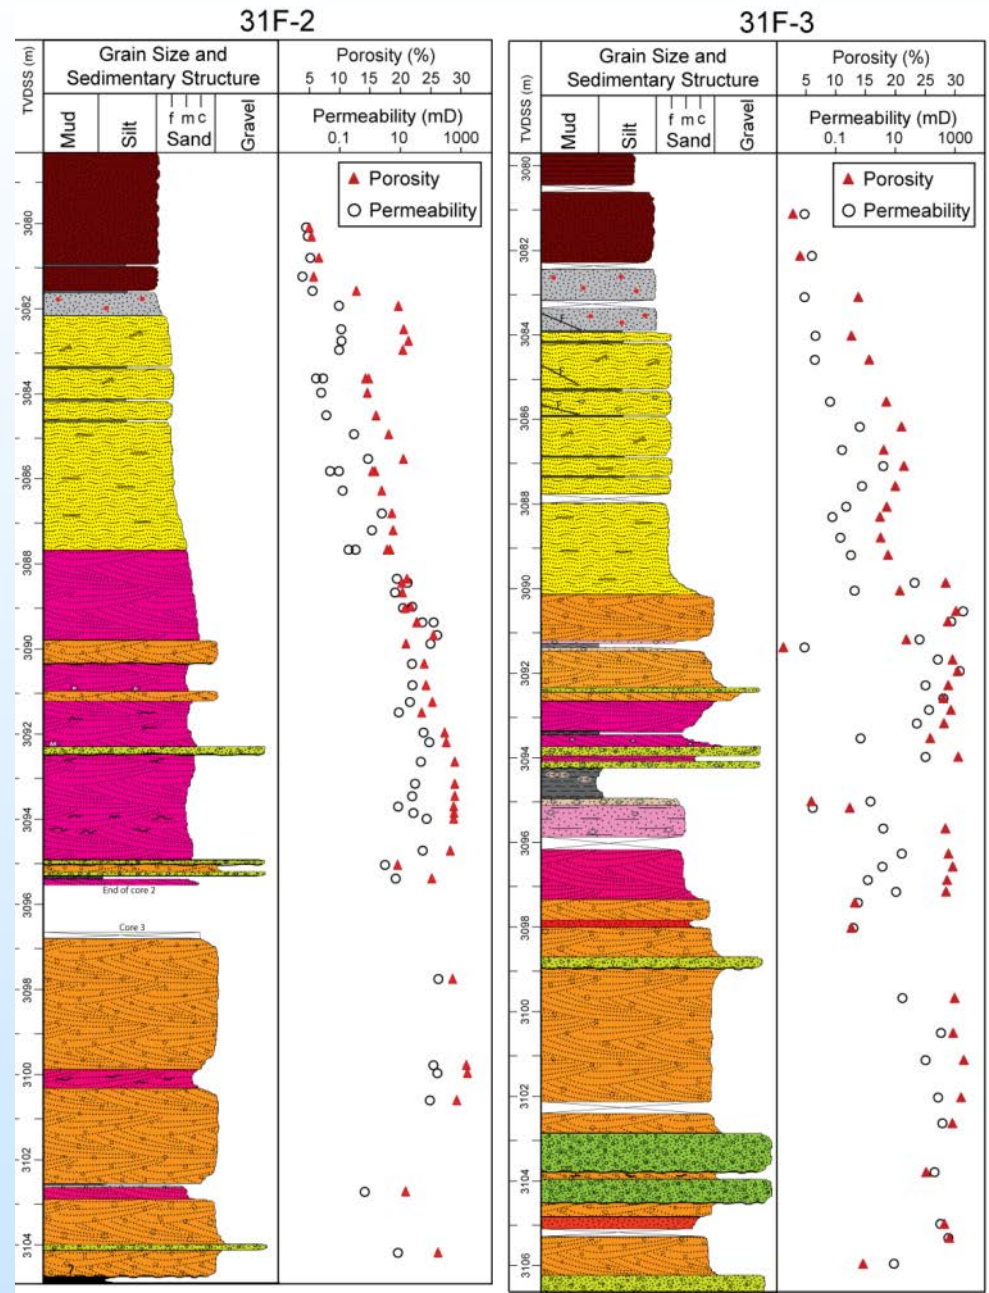 31F-2
TVDSS (m)
Grain Size and
Sedimentary Structure
Mud
Silt
f m c
Sand
Gravel
Porosity (%)
5 10 15 20 25 30
Permeability (mD)
0.1 10 1000
Porosity
Permeability
3080
3082
3084
3086
3088
3090
3092
M
3094
End of core 2
3096
Core 3
3098
3100
3102
3104
?
31F-3
TVDSS (m)
Grain Size and
Sedimentary Structure
Mud
Silt
f m c
Sand
Gravel
Porosity (%)
5 10 15 20 25 30
Permeability (mD)
0.1 10 1000
Porosity
Permeability
3080
3082
F
3084
F
F
3086
3088
3090
3092
3094
3096
3098
3100
3102
3104
3106